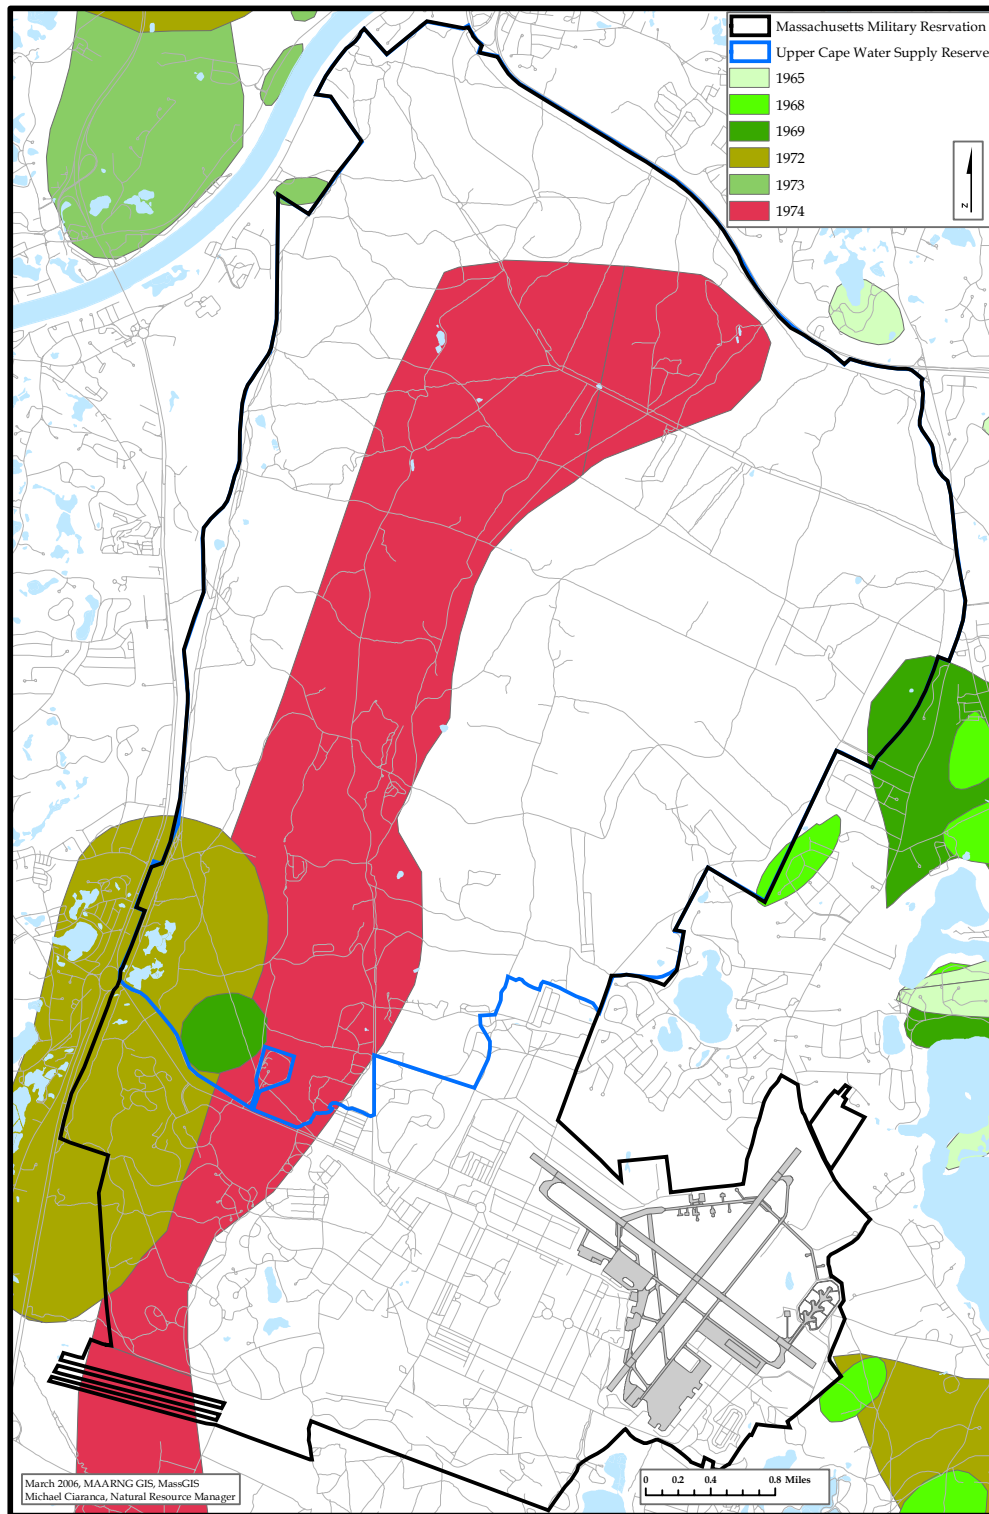 Massachusetts Military Resrvation
Upper Cape Water Supply Reserve
1965
1968
1969
1972
1973
1974
N
0 0.2 0.4 0.8 Miles
March 2006, MAARNG GIS, MassGIS
Michael Ciaranca, Natural Resource Manager